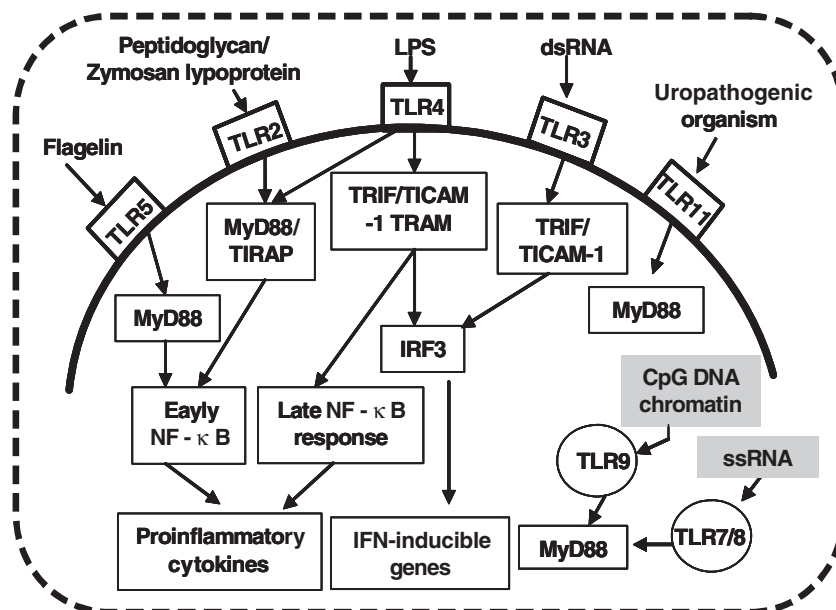 Peptidoglycan/
Zymosan lypoprotein
LPS
dsRNA
Uropathogenic
organism
Flagelin
TLR5
TLR2
TLR4
TLR3
TLR11
MyD88/
TIRAP
TRIF/TICAM
-1 TRAM
TRIF/
TICAM-1
MyD88
MyD88
IRF3
Eayly
NF - κ B
Late NF - κ B
response
CpG DNA
chromatin
TLR9
ssRNA
TLR7/8
MyD88
Proinflammatory
cytokines
IFN-inducible
genes